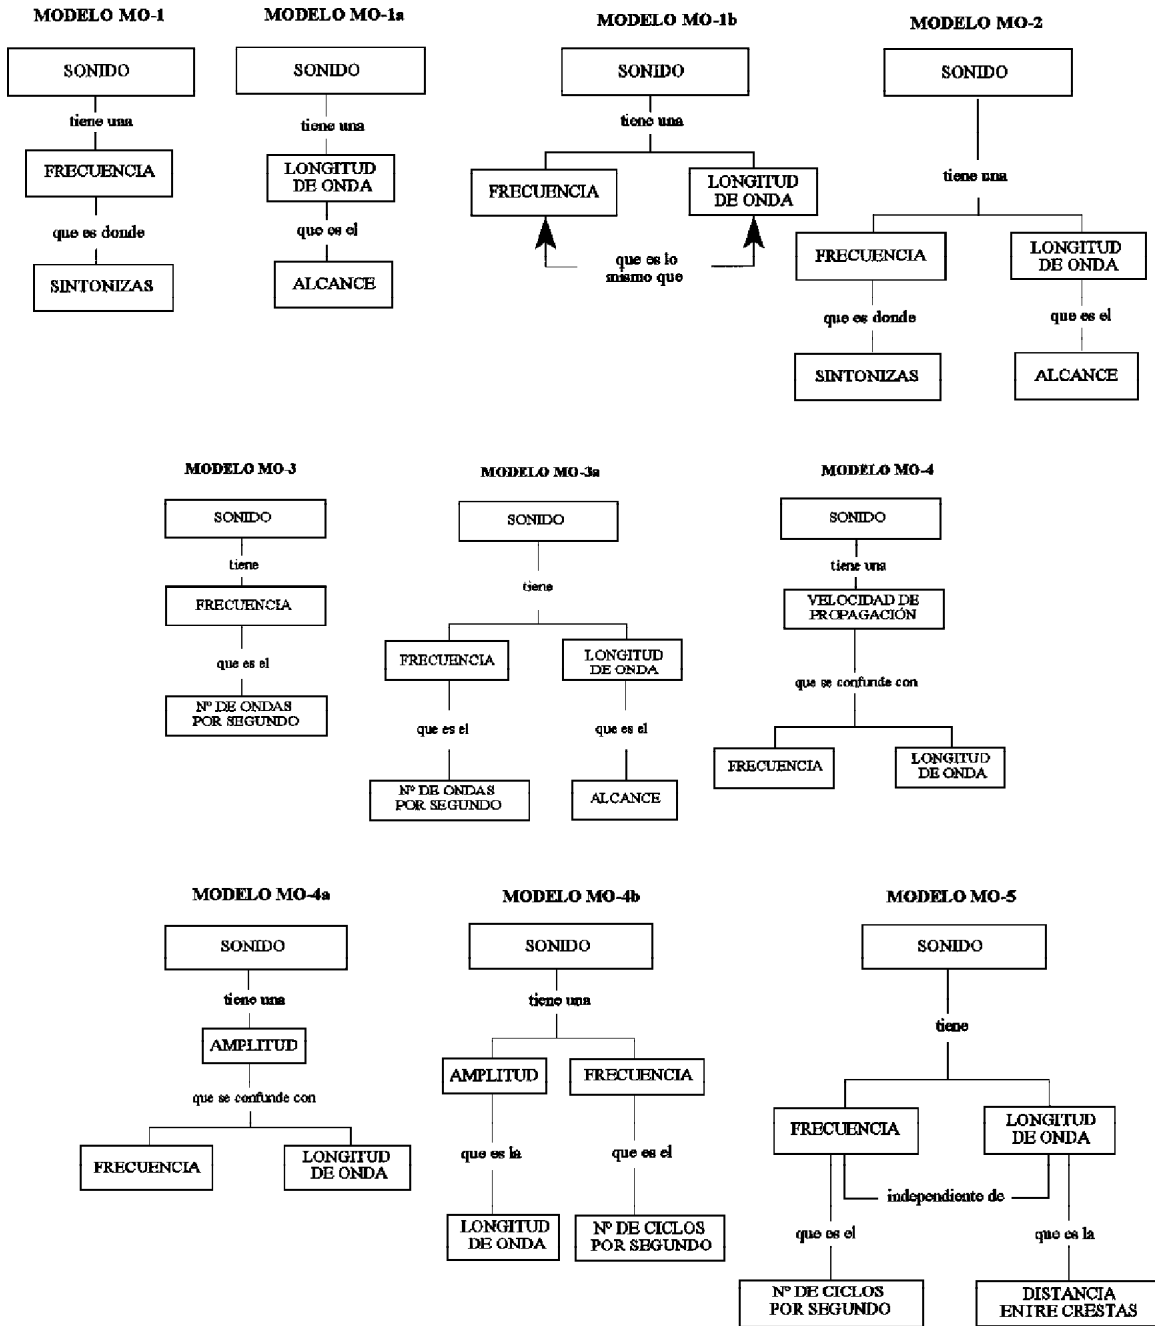 MODELO MO-1
SONIDO
tiene una
FRECUENCIA
que es donde
SINTONIZAS
MODELO MO-1a
SONIDO
tiene una
LONGITUD
DE ONDA
que es el
ALCANCE
MODELO MO-1b
SONIDO
tiene una
FRECUENCIA
LONGITUD
DE ONDA
que es lo
mismo que
MODELO MO-2
SONIDO
tiene una
FRECUENCIA
LONGITUD
DE ONDA
que es donde
que es el
SINTONIZAS
ALCANCE
MODELO MO-3
SONIDO
tiene
FRECUENCIA
que es el
Nº DE ONDAS
POR SEGUNDO
MODELO MO-3a
SONIDO
tiene
FRECUENCIA
LONGITUD
DE ONDA
que es el
que es el
Nº DE ONDAS
POR SEGUNDO
ALCANCE
MODELO MO-4
SONIDO
tiene una
VELOCIDAD DE
PROPAGACIÓN
que se confunde con
FRECUENCIA
LONGITUD
DE ONDA
MODELO MO-4a
SONIDO
tiene una
AMPLITUD
que se confunde con
FRECUENCIA
LONGITUD
DE ONDA
MODELO MO-4b
SONIDO
tiene una
AMPLITUD
FRECUENCIA
que es la
que es el
LONGITUD
DE ONDA
Nº DE CICLOS
POR SEGUNDO
MODELO MO-5
SONIDO
tiene
FRECUENCIA
LONGITUD
DE ONDA
independiente de
que es el
que es la
Nº DE CICLOS
POR SEGUNDO
DISTANCIA
ENTRE CRESTAS